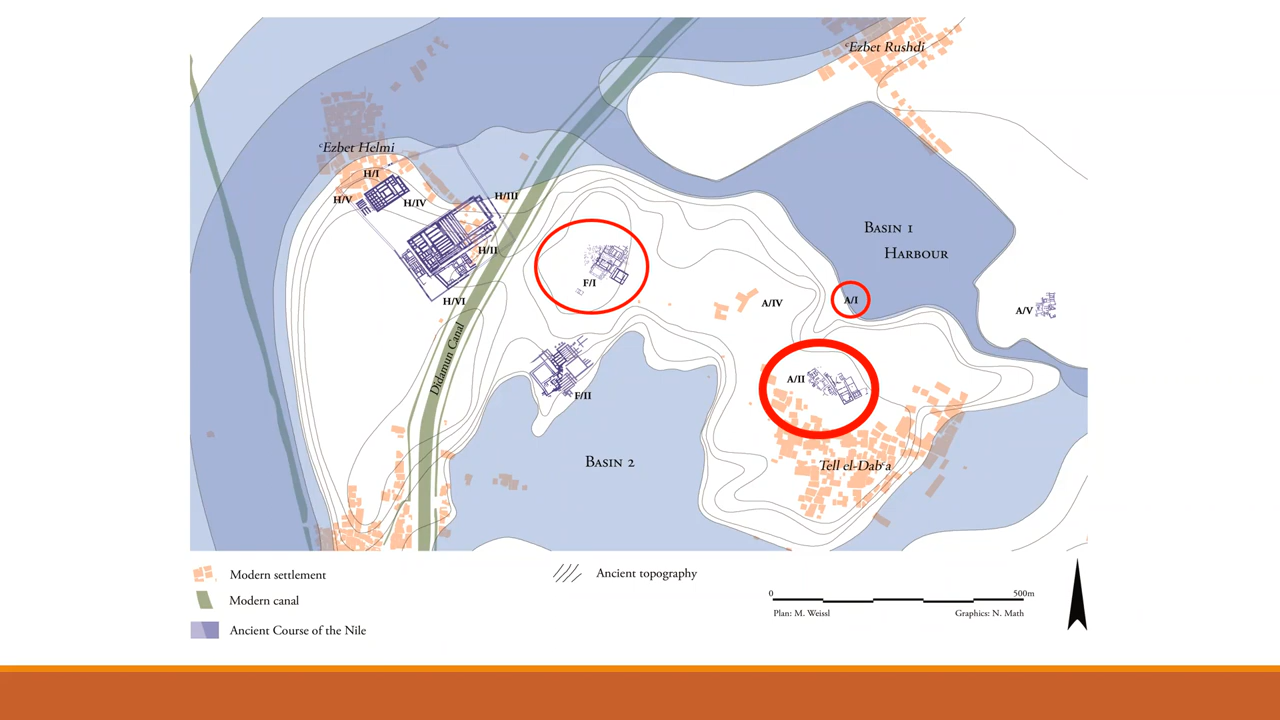 ʿEzbet Rushdi
ʿEzbet Helmi
H/I
H/V
H/IV
H/III
H/II
H/VI
F/I
F/II
Basin 1
Harbour
A/I
A/IV
A/V
A/II
Didamun Canal
Basin 2
Tell el-Dabʿa
Modern settlement
Modern canal
Ancient Course of the Nile
Ancient topography
0 500m
Plan: M. Weissl Graphics: N. Math